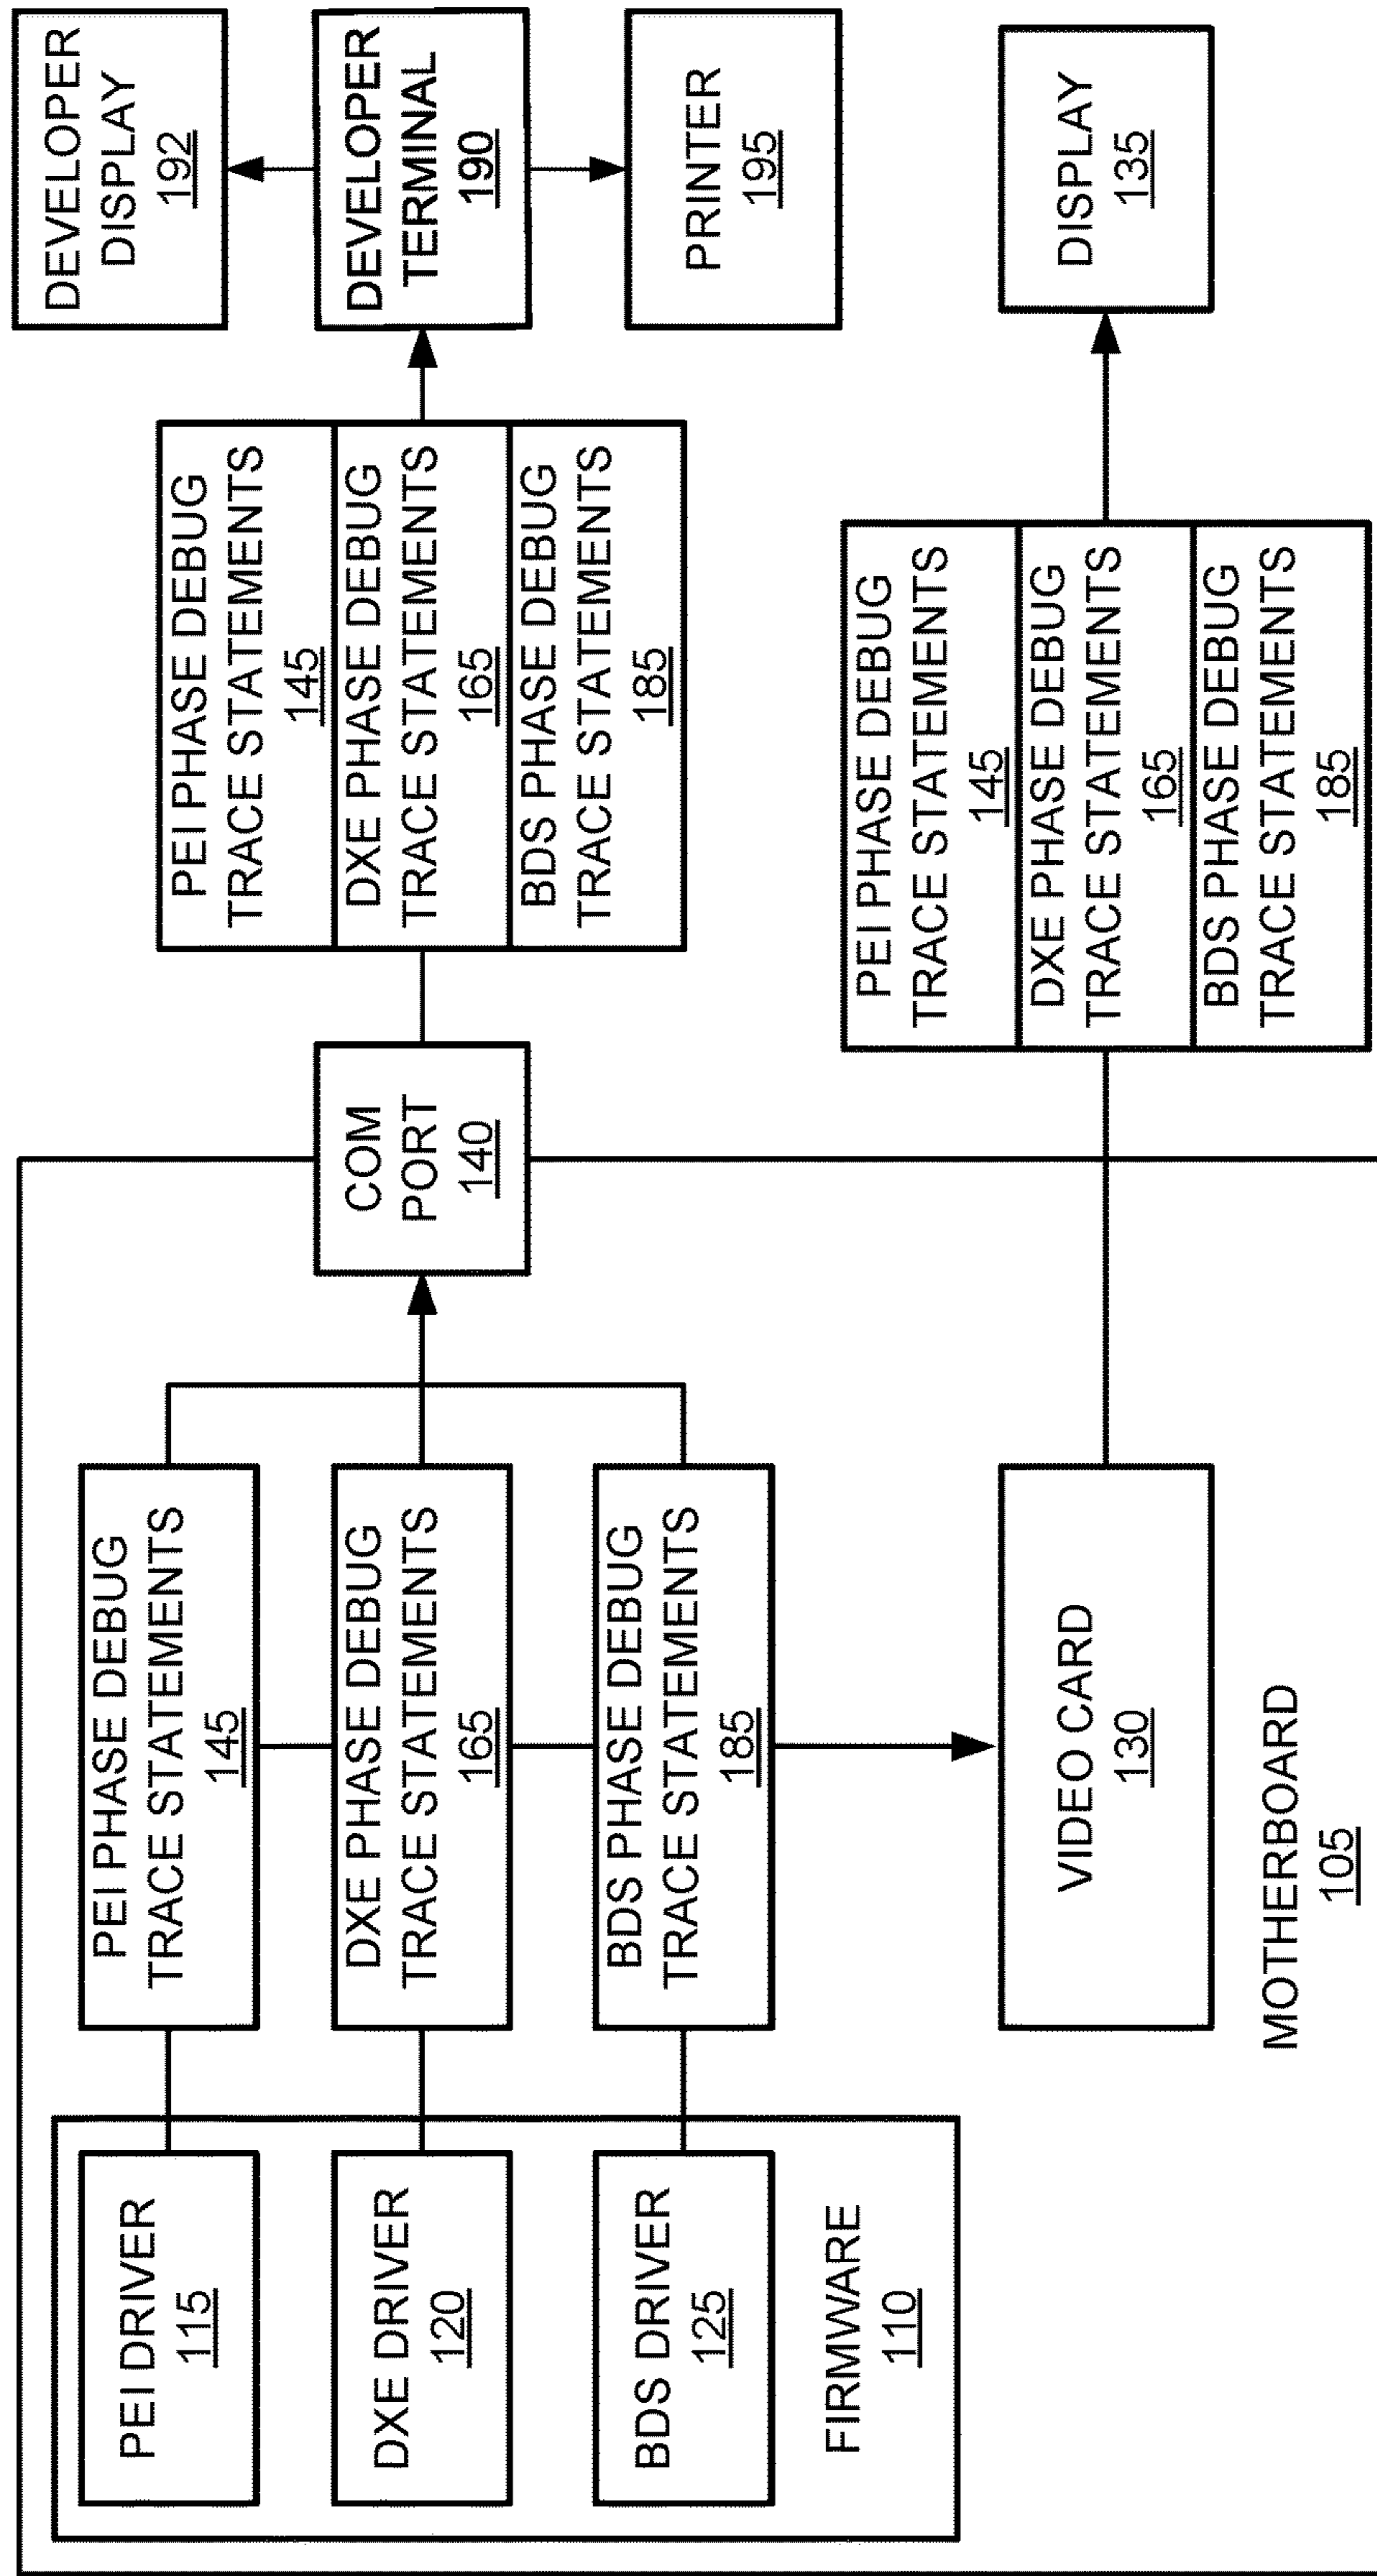 PEI DRIVER
115
DXE DRIVER
120
BDS DRIVER
125
FIRMWARE
110
PEI PHASE DEBUG
TRACE STATEMENTS
145
DXE PHASE DEBUG
TRACE STATEMENTS
165
BDS PHASE DEBUG
TRACE STATEMENTS
185
VIDEO CARD
130
MOTHERBOARD
105
COM
PORT
140
PEI PHASE DEBUG
TRACE STATEMENTS
145
DXE PHASE DEBUG
TRACE STATEMENTS
165
BDS PHASE DEBUG
TRACE STATEMENTS
185
PEI PHASE DEBUG
TRACE STATEMENTS
145
DXE PHASE DEBUG
TRACE STATEMENTS
165
BDS PHASE DEBUG
TRACE STATEMENTS
185
DEVELOPER
DISPLAY
192
DEVELOPER
TERMINAL
190
PRINTER
195
DISPLAY
135